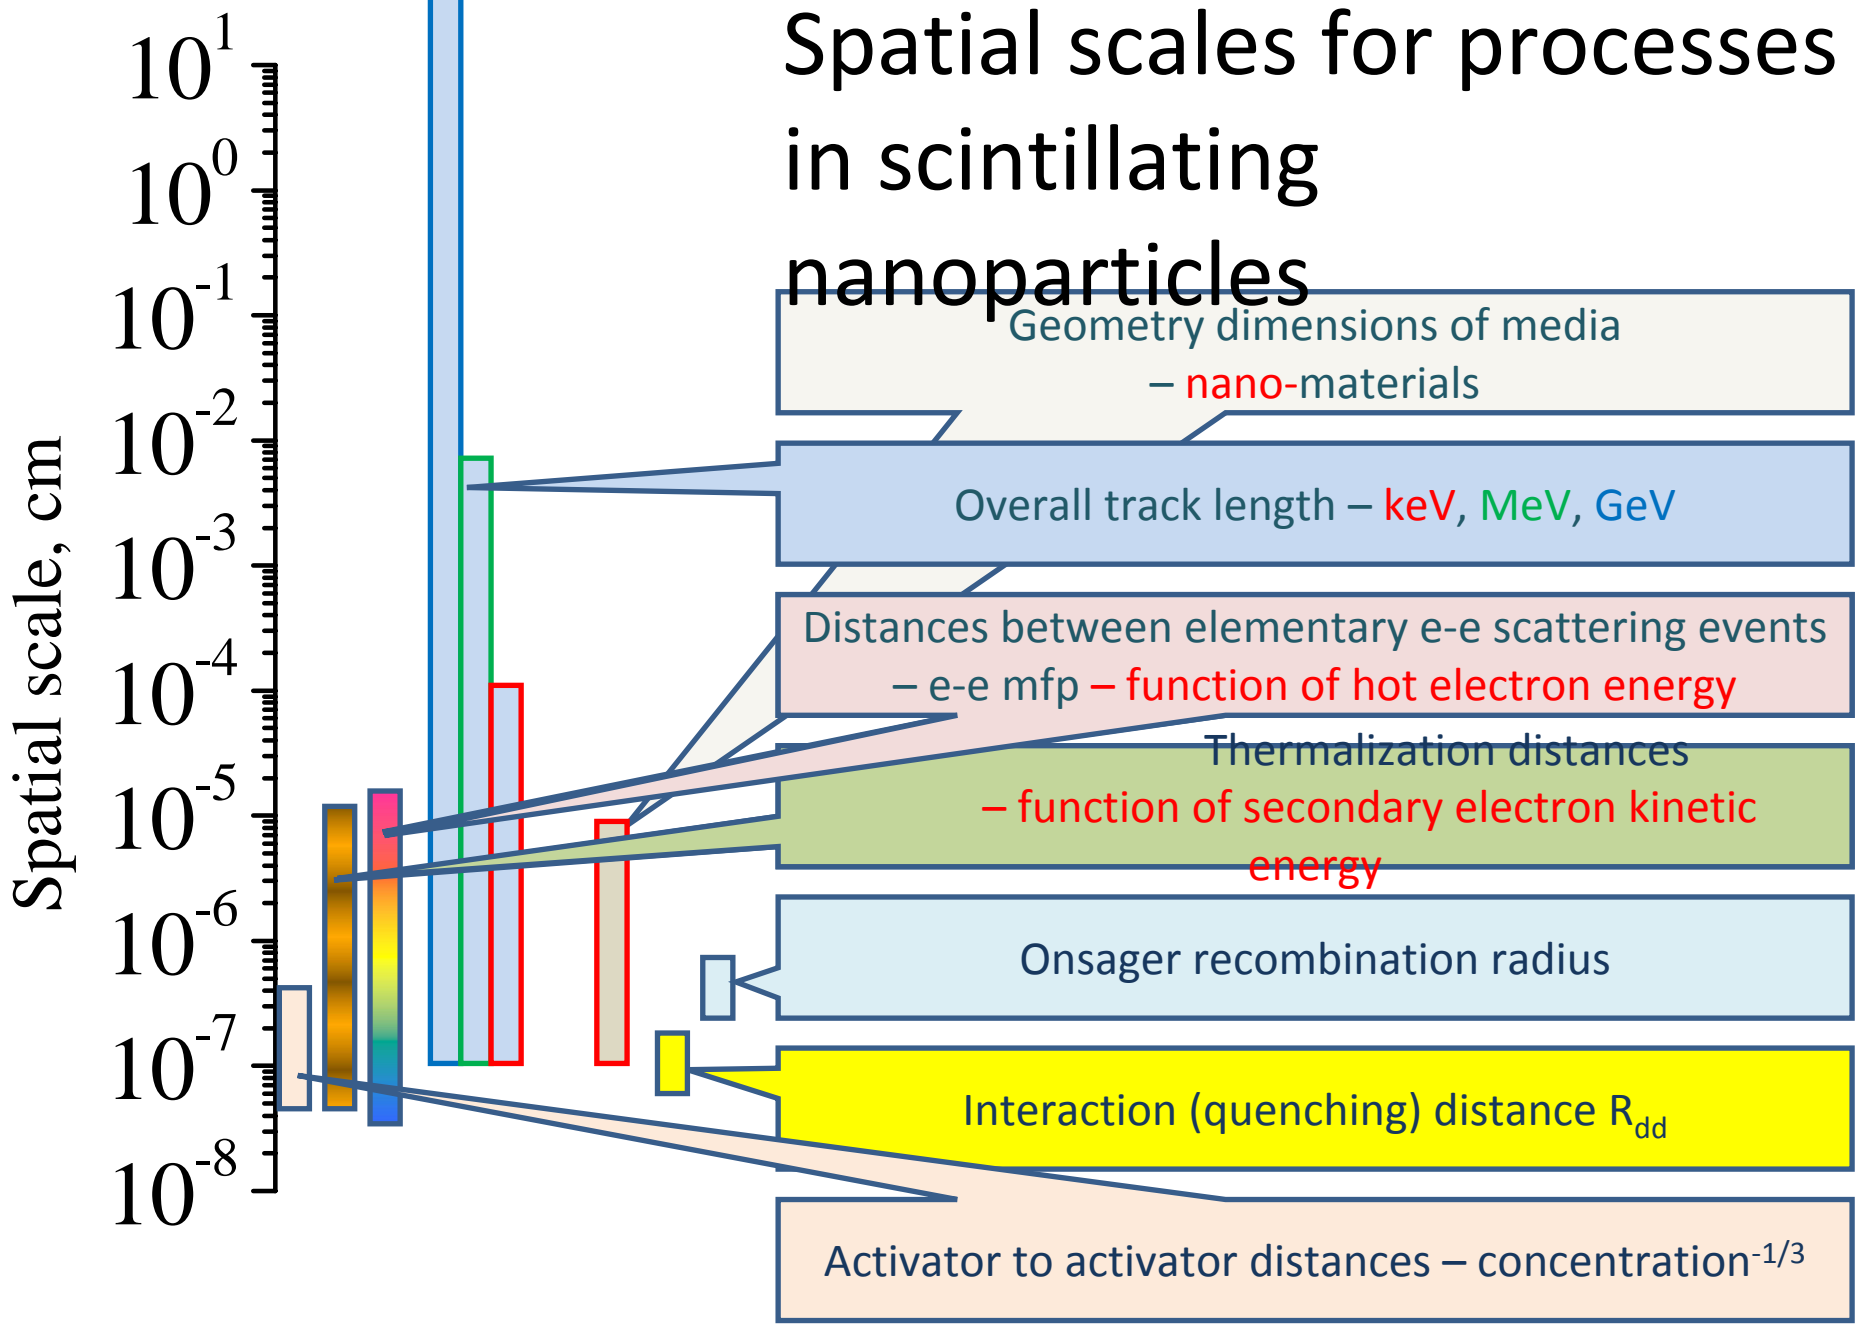 Spatial scales for processes
in scintillating
nanoparticles
Spatial scale, cm
10^1
10^0
10^-1
10^-2
10^-3
10^-4
10^-5
10^-6
10^-7
10^-8
Geometry dimensions of media
– nano-materials
Overall track length – keV, MeV, GeV
Distances between elementary e-e scattering events
– e-e mfp – function of hot electron energy
Thermalization distances
– function of secondary electron kinetic
energy
Onsager recombination radius
Interaction (quenching) distance R_dd
Activator to activator distances – concentration^-1/3